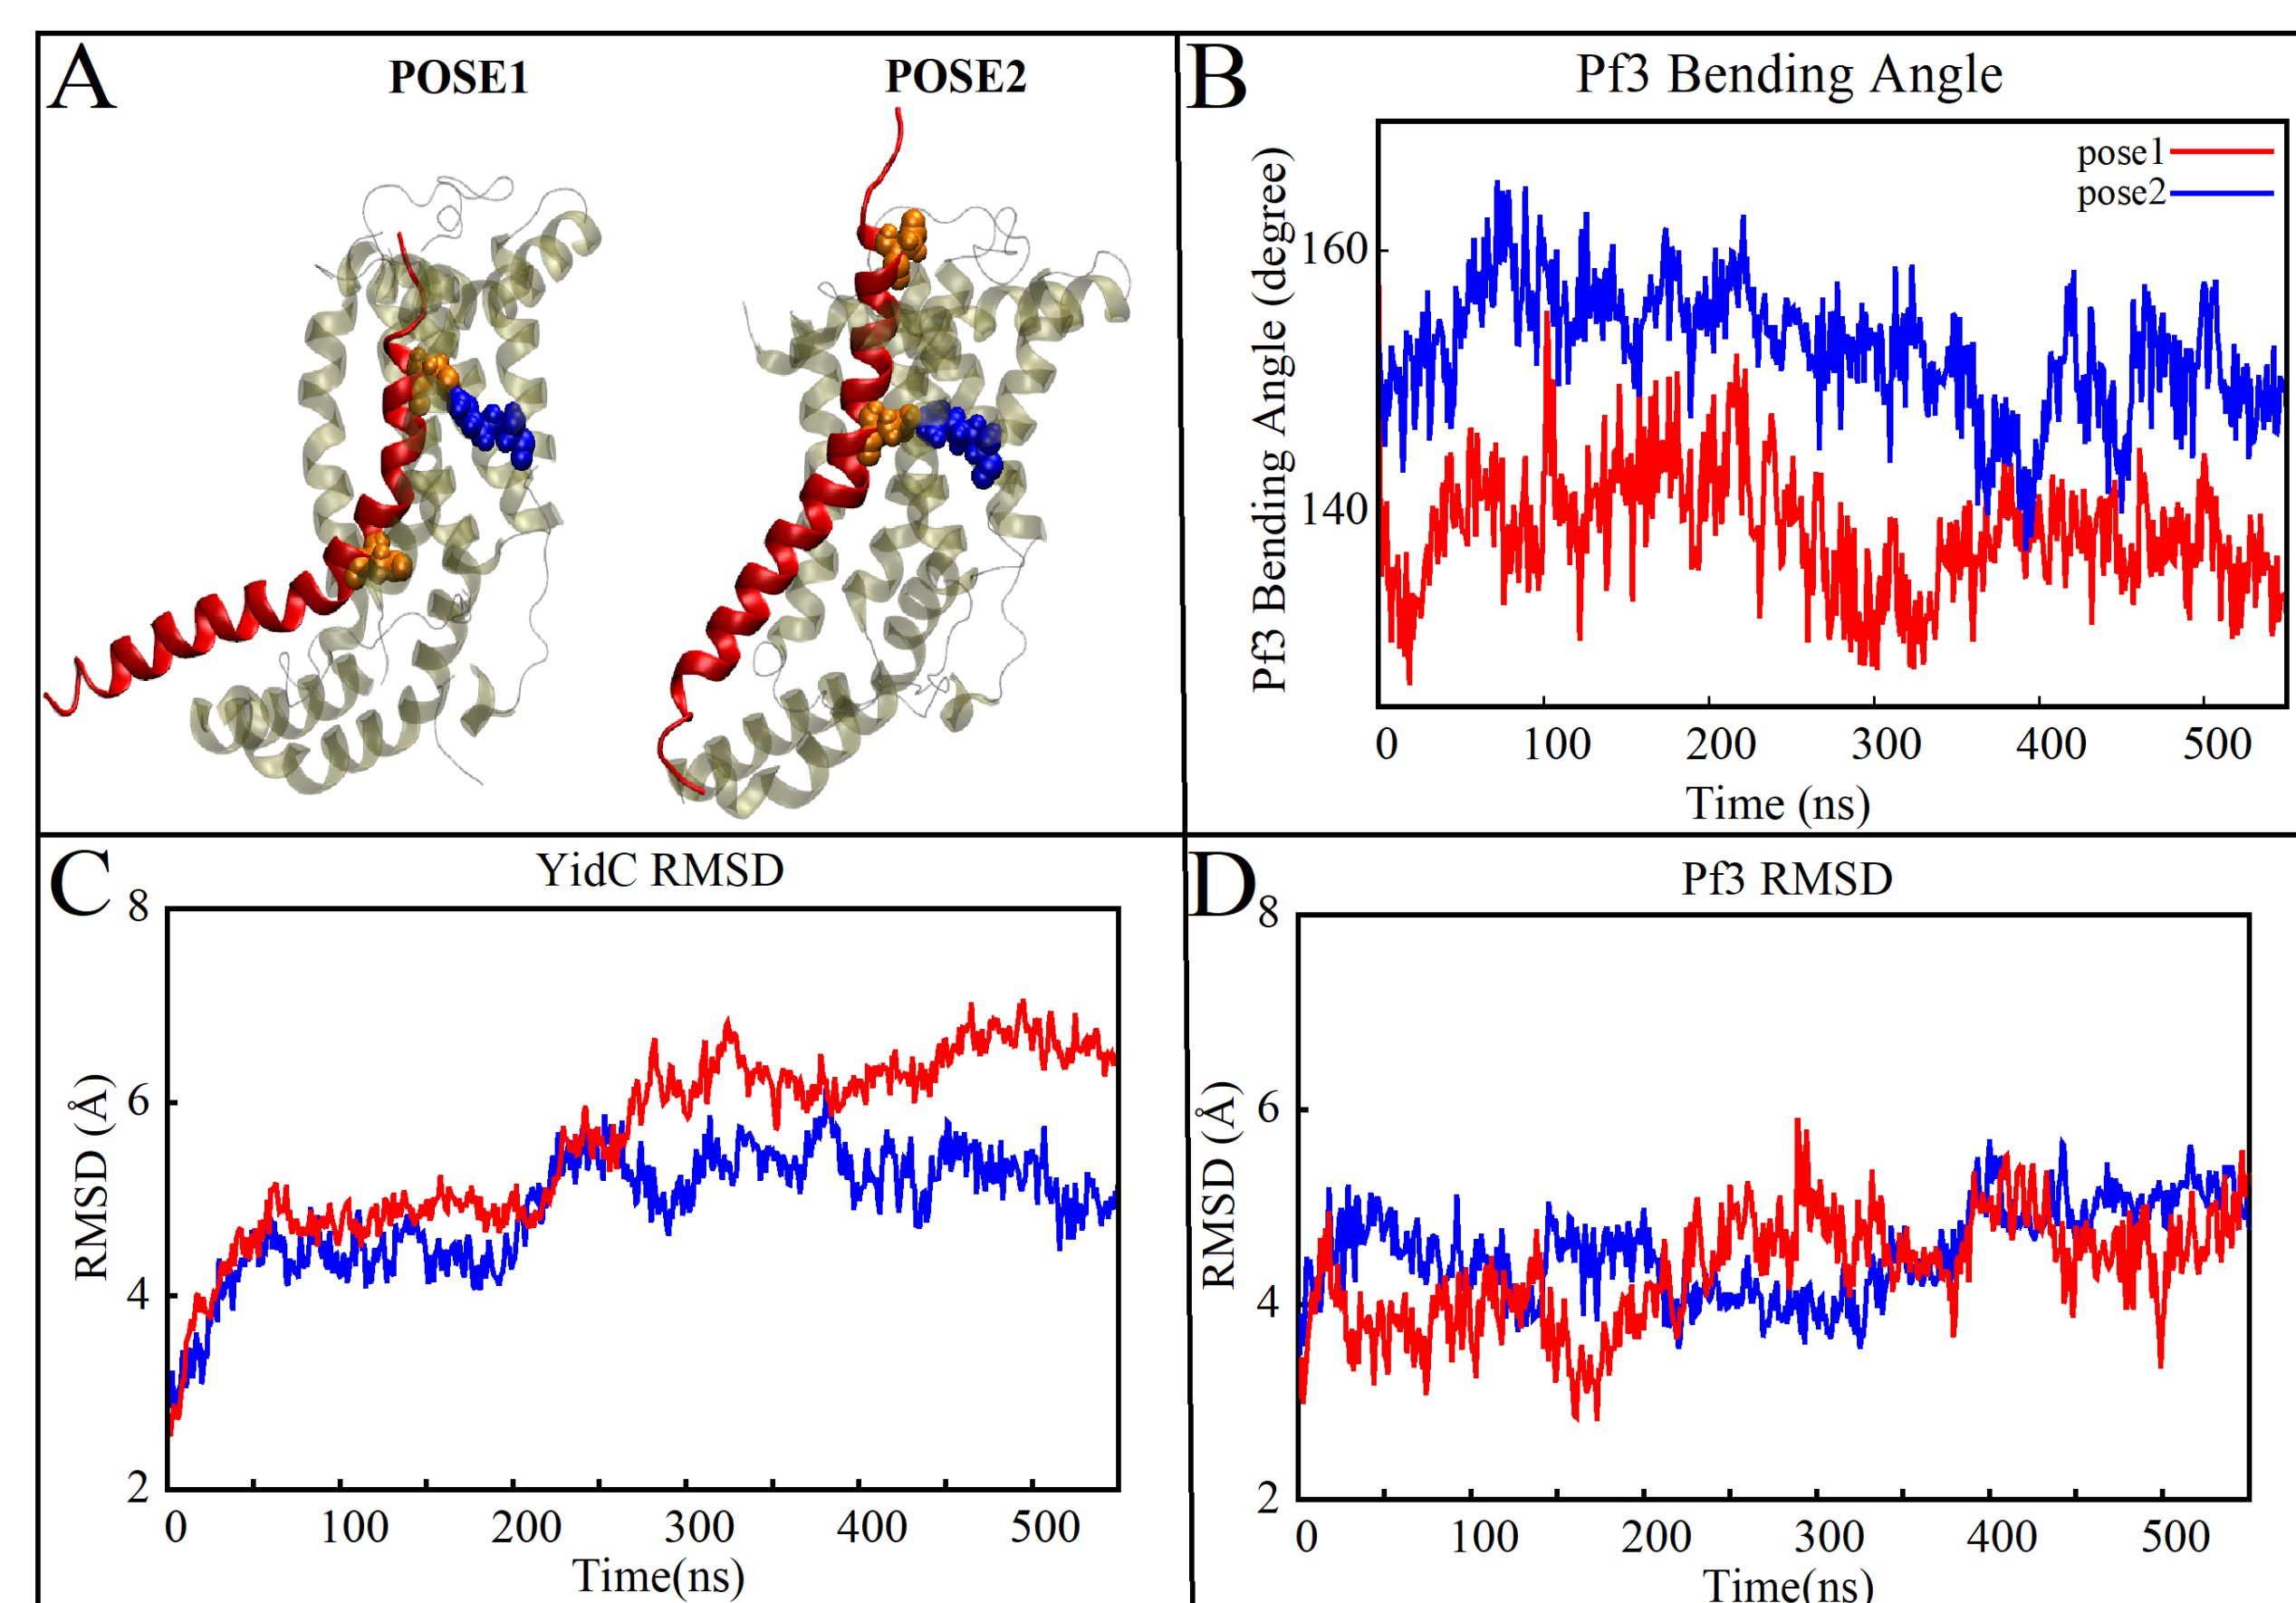 A
POSE1
POSE2
B
Pf3 Bending Angle
Pf3 Bending Angle (degree)
pose1
pose2
160
140
0 100 200 300 400 500
Time (ns)
C
YidC RMSD
RMSD (Å)
8
6
4
2
0 100 200 300 400 500
Time(ns)
D
Pf3 RMSD
RMSD (Å)
8
6
4
2
0 100 200 300 400 500
Time(ns)